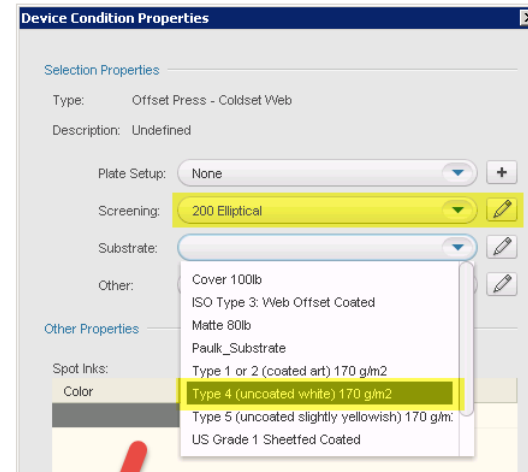 Device Condition Properties
Selection Properties
Type: Offset Press - Coldset Web
Description: Undefined
Plate Setup: None
Screening: 200 Elliptical
Substrate:
Other:
Cover 100lb
ISO Type 3: Web Offset Coated
Matte 80lb
Paulk_Substrate
Type 1 or 2 (coated art) 170 g/m2
Type 4 (uncoated white) 170 g/m2
Type 5 (uncoated slightly yellowish) 170 g/m:
US Grade 1 Sheetfed Coated
Other Properties
Spot Inks:
Color